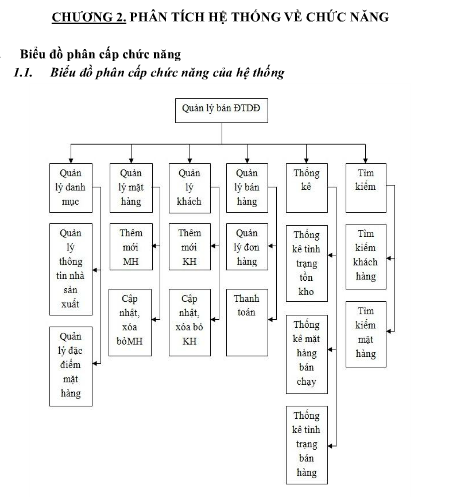 CHƯƠNG 2. PHÂN TÍCH HỆ THỐNG VỀ CHỨC NĂNG
Biểu đồ phân cấp chức năng
1.1. Biểu đồ phân cấp chức năng của hệ thống
Quản lý bán ĐTDĐ
Quản
lý danh
mục
Quản
lý mặt
hàng
Quản
lý
khách
Quản
lý bán
hàng
Thống
kê
Tìm
kiếm
Quản
lý
thông
tin nhà
sản
xuất
Thêm
mới
MH
Thêm
mới
KH
Quản
lý đơn
hàng
Thống
kê tình
trạng
tồn
kho
Tìm
kiếm
khách
hàng
Quản
lý đặc
điểm
mặt
hàng
Cập
nhật,
xóa
bỏMH
Cập
nhật,
xóa bỏ
KH
Thanh
toán
Thống
kê mặt
hàng
bán
chạy
Tìm
kiếm
mặt
hàng
Thống
kê tình
trạng
bán
hàng